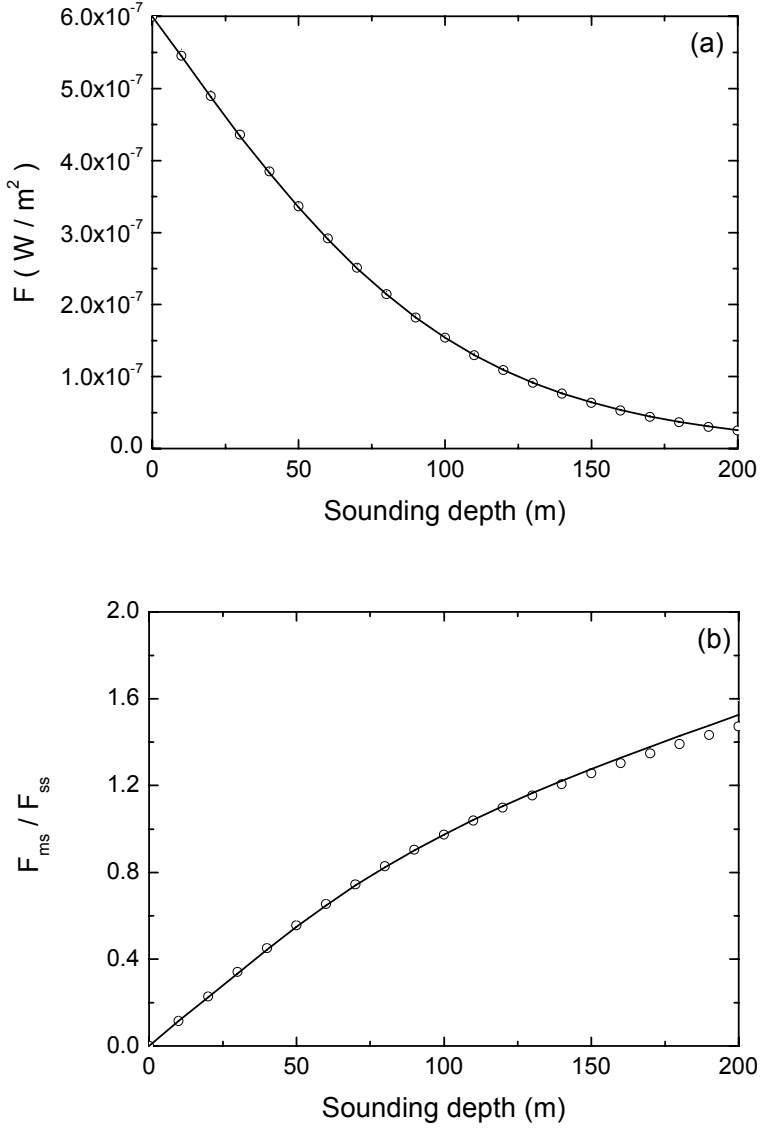 6.0x10-7
(a)
5.0x10-7
4.0x10-7
3.0x10-7
2.0x10-7
1.0x10-7
0.0
F ( W / m2 )
0 50 100 150 200
Sounding depth (m)
2.0
(b)
1.6
1.2
0.8
0.4
0.0
Fms / Fss
0 50 100 150 200
Sounding depth (m)